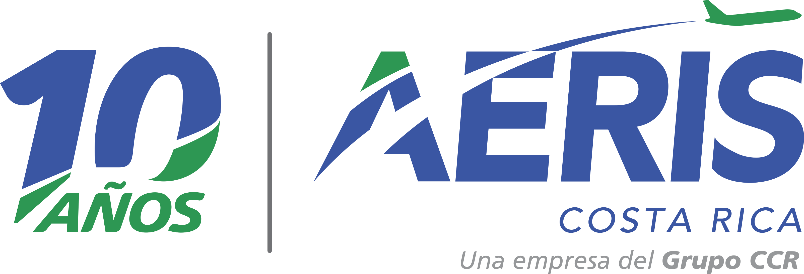 10
AÑOS
AERIS
COSTA RICA
Una empresa del Grupo CCR